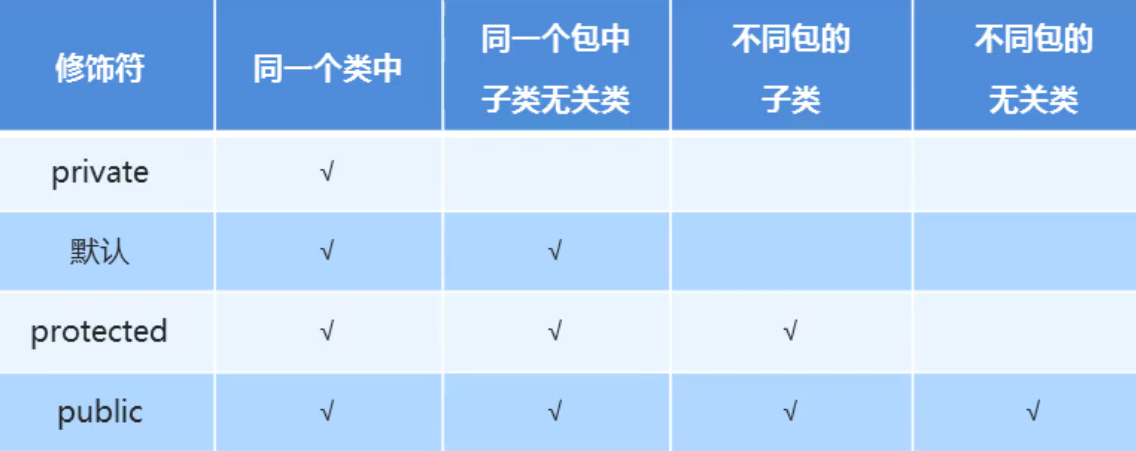 修饰符 同一个类中 同一个包中 不同包的 不同包的
子类无关类 子类 无关类
private √
默认 √ √
protected √ √ √
public √ √ √ √